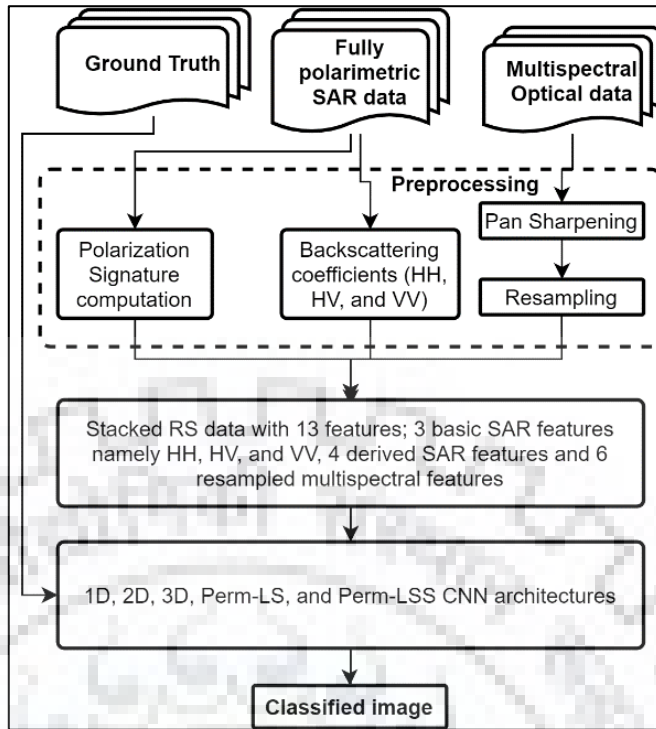 Ground Truth
Fully
polarimetric
SAR data
Multispectral
Optical data
Preprocessing
Polarization
Signature
computation
Backscattering
coefficients (HH,
HV, and VV)
Pan Sharpening
Resampling
Stacked RS data with 13 features; 3 basic SAR features
namely HH, HV, and VV, 4 derived SAR features and 6
resampled multispectral features
1D, 2D, 3D, Perm-LS, and Perm-LSS CNN architectures
Classified image